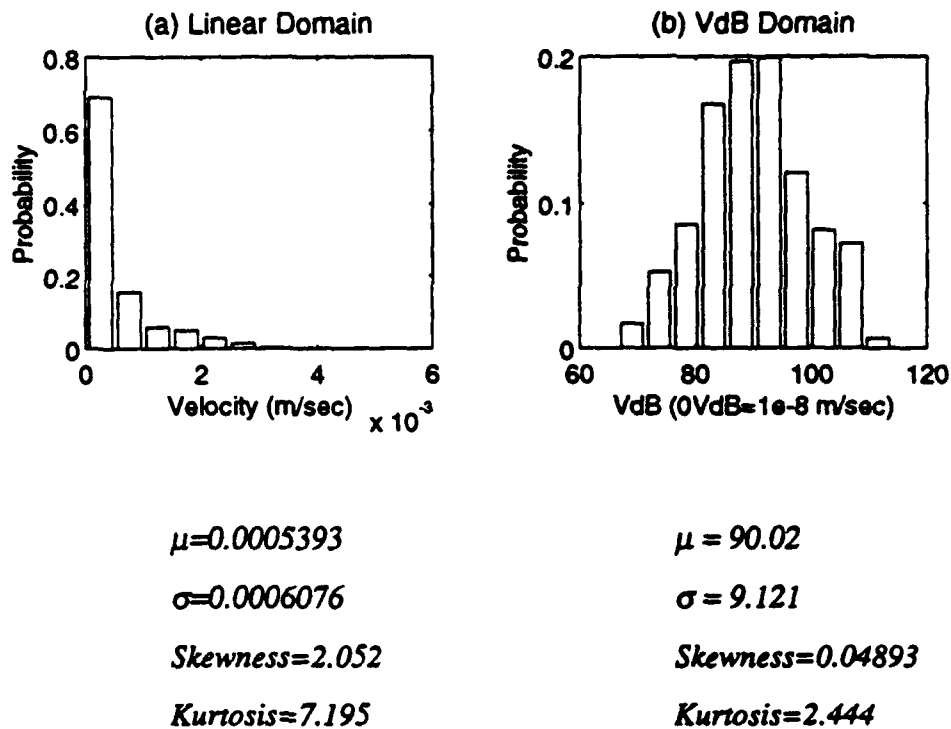 (a) Linear Domain
0.8
0.6
0.4
0.2
0
Probability
0
2
4
6
Velocity (m/sec)
x 10⁻³
(b) VdB Domain
0.2
0.1
0
Probability
60
80
100
120
VdB (0VdB=1e-8 m/sec)
μ=0.0005393
σ=0.0006076
Skewness=2.052
Kurtosis=7.195
μ = 90.02
σ = 9.121
Skewness=0.04893
Kurtosis=2.444